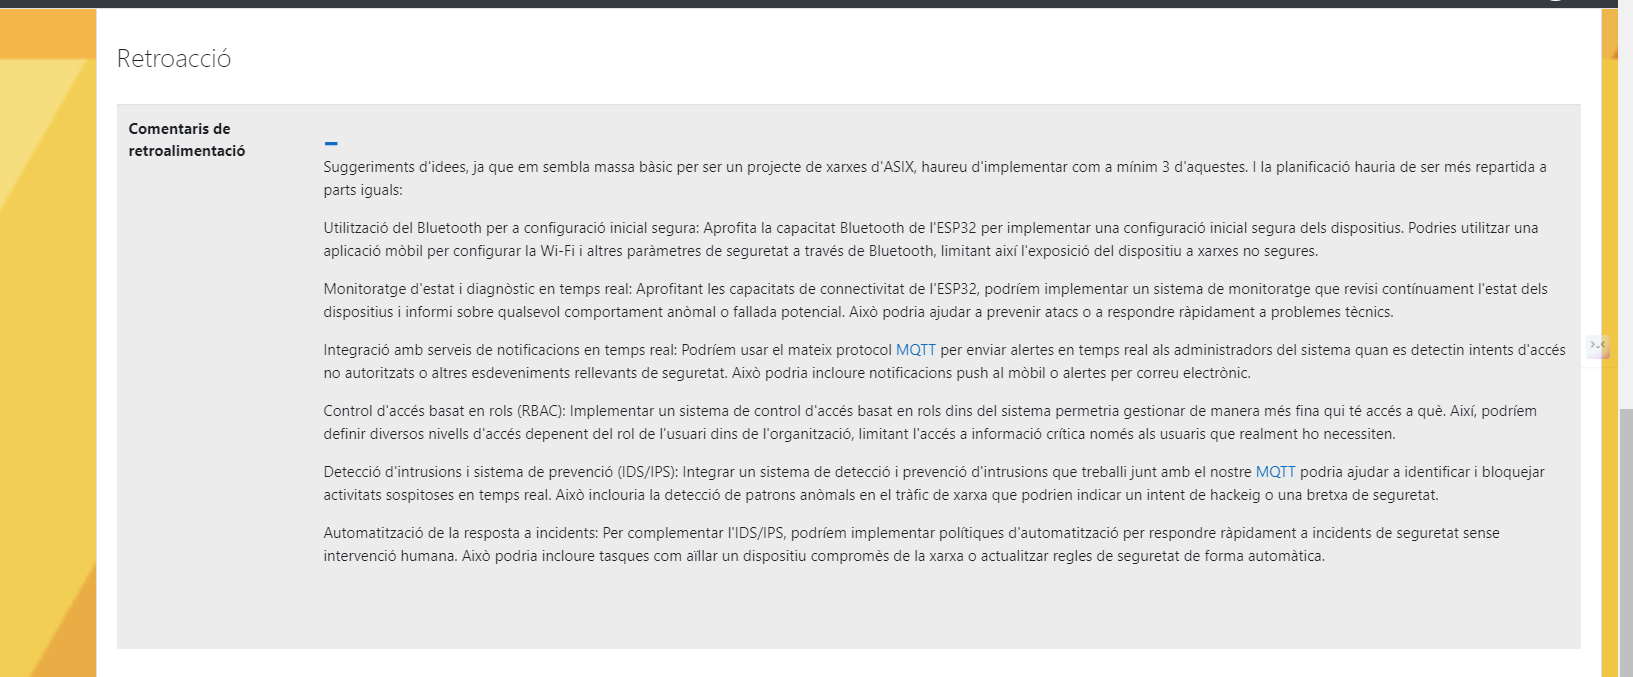 Retroacció
Comentaris de
retroalimentació
Suggeriments d'idees, ja que em sembla massa bàsic per ser un projecte de xarxes d'ASIX, haureu d'implementar com a mínim 3 d'aquestes. I la planificació hauria de ser més repartida a
parts iguals:
Utilització del Bluetooth per a configuració inicial segura: Aprofita la capacitat Bluetooth de l'ESP32 per implementar una configuració inicial segura dels dispositius. Podries utilitzar una
aplicació mòbil per configurar la Wi-Fi i altres paràmetres de seguretat a través de Bluetooth, limitant així l'exposició del dispositiu a xarxes no segures.
Monitoratge d'estat i diagnòstic en temps real: Aprofitant les capacitats de connectivitat de l'ESP32, podríem implementar un sistema de monitoratge que revisi contínuament l'estat dels
dispositius i informi sobre qualsevol comportament anòmal o fallada potencial. Això podria ajudar a prevenir atacs o a respondre ràpidament a problemes tècnics.
Integració amb serveis de notificacions en temps real: Podríem usar el mateix protocol MQTT per enviar alertes en temps real als administradors del sistema quan es detectin intents d'accés
no autoritzats o altres esdeveniments rellevants de seguretat. Això podria incloure notificacions push al mòbil o alertes per correu electrònic.
Control d'accés basat en rols (RBAC): Implementar un sistema de control d'accés basat en rols dins del sistema permetria gestionar de manera més fina qui té accés a què. Així, podríem
definir diversos nivells d'accés depenent del rol de l'usuari dins de l'organització, limitant l'accés a informació crítica només als usuaris que realment ho necessiten.
Detecció d'intrusions i sistema de prevenció (IDS/IPS): Integrar un sistema de detecció i prevenció d'intrusions que treballi junt amb el nostre MQTT podria ajudar a identificar i bloquejar
activitats sospitoses en temps real. Això inclouria la detecció de patrons anòmals en el tràfic de xarxa que podrien indicar un intent de hackeig o una bretxa de seguretat.
Automatització de la resposta a incidents: Per complementar l'IDS/IPS, podríem implementar polítiques d'automatització per respondre ràpidament a incidents de seguretat sense
intervenció humana. Això podria incloure tasques com aïllar un dispositiu compromès de la xarxa o actualitzar regles de seguretat de forma automàtica.